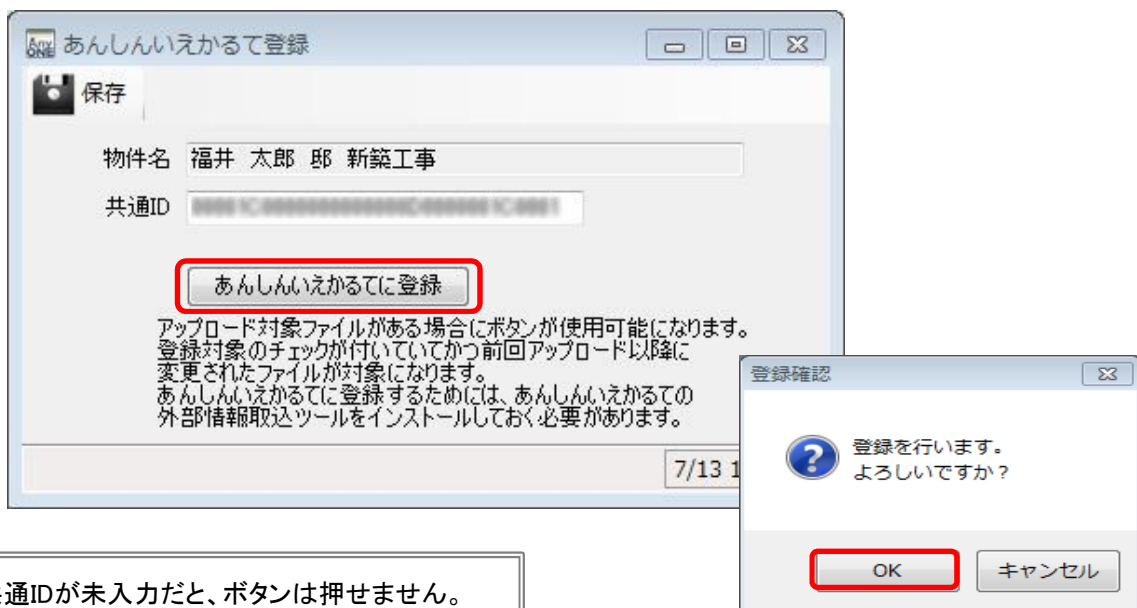 Any ONE あんしんいえかるて登録
保存
物件名 福井 太郎 邸 新築工事
共通ID
あんしんいえかるてに登録
アップロード対象ファイルがある場合にボタンが使用可能になります。
登録対象のチェックが付いていてかつ前回アップロード以降に
変更されたファイルが対象になります。
あんしんいえかるてに登録するためには、あんしんいえかるての
外部情報取込ツールをインストールしておく必要があります。
7/13 1
登録確認
登録を行います。
よろしいですか？
OK キャンセル
通IDが未入力だと、ボタンは押せません。